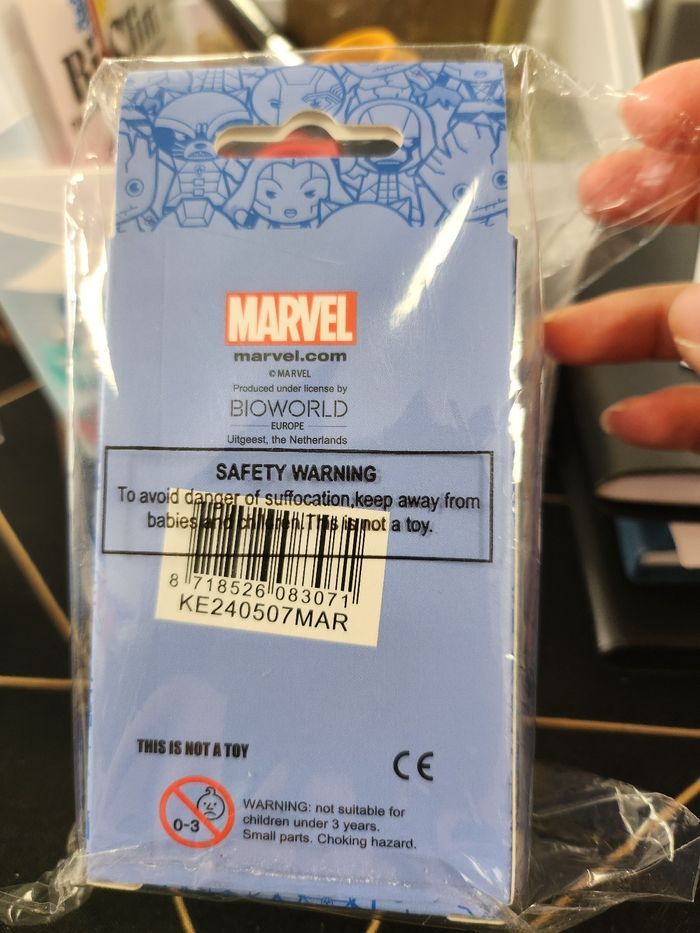 MARVEL
marvel.com
© MARVEL
Produced under license by
BIOWORLD
EUROPE
Uitgeest, the Netherlands
SAFETY WARNING
To avoid danger of suffocation,keep away from
babies and children.This is not a toy.
8 718526 083071
KE240507MAR
THIS IS NOT A TOY
CE
0-3
WARNING: not suitable for
children under 3 years.
Small parts. Choking hazard.